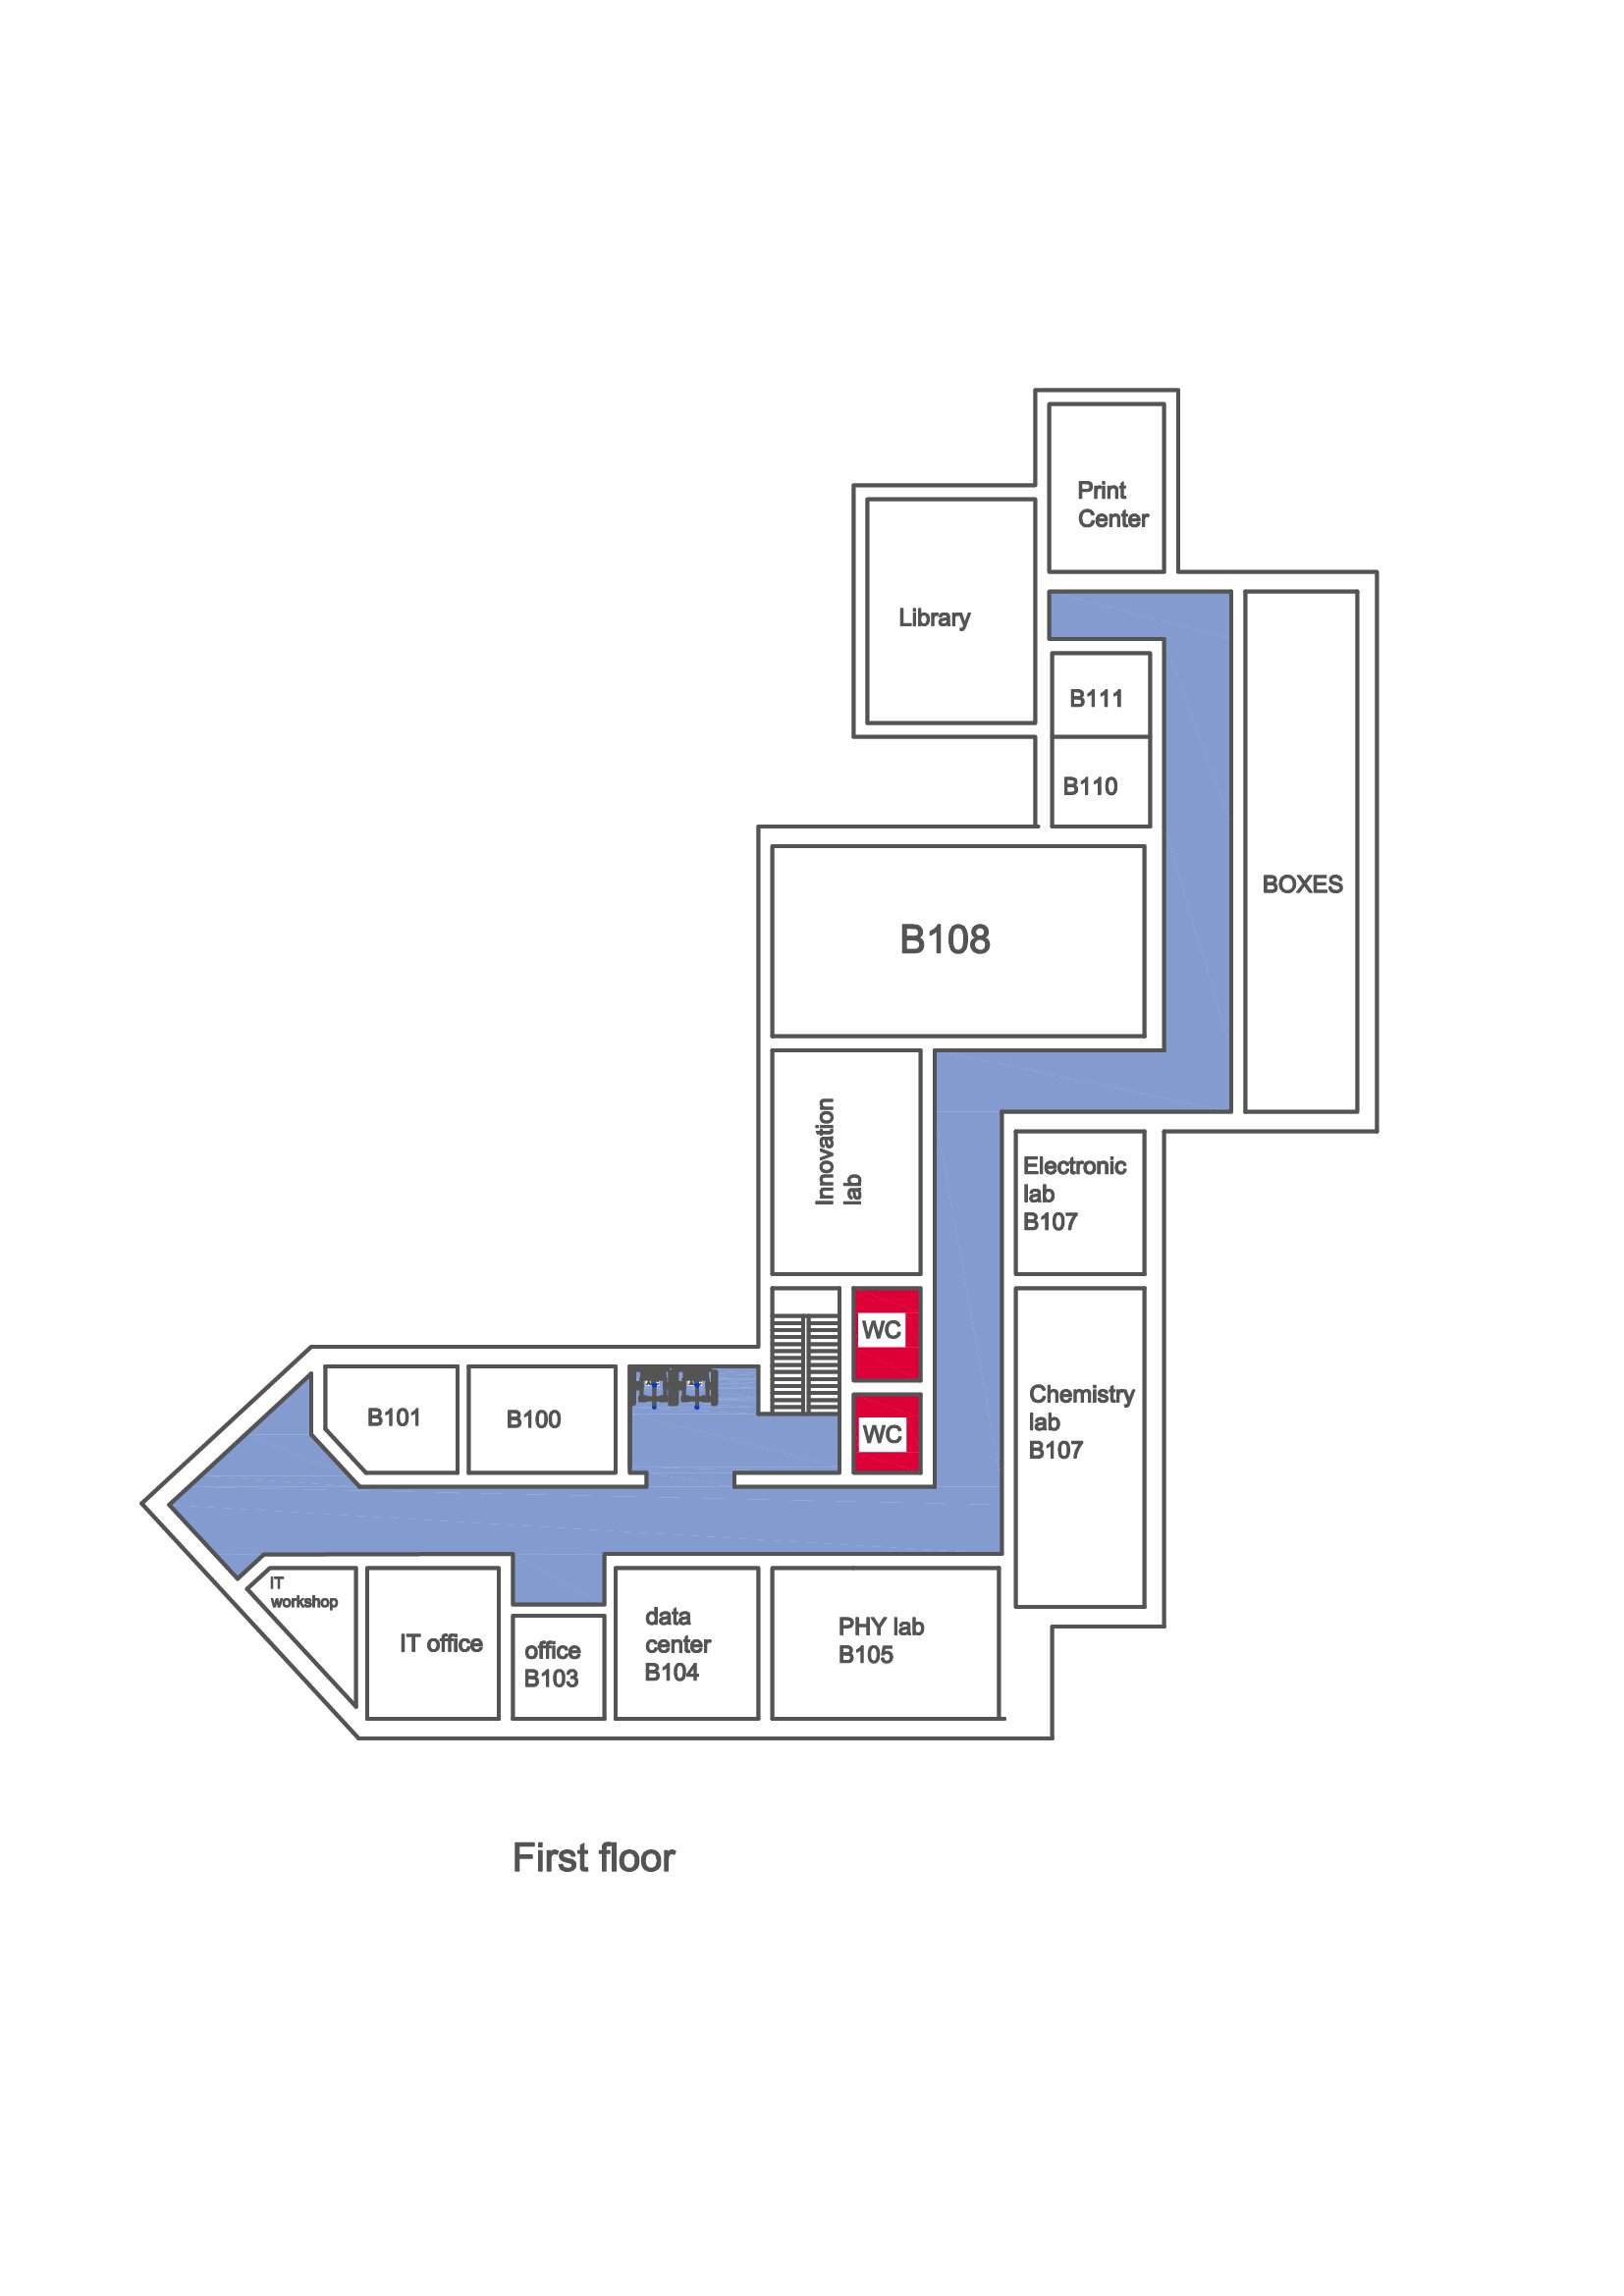 Print
Center
Library
B111
B110
BOXES
B108
Innovation
lab
Electronic
lab
B107
WC
Chemistry
lab
B107
WC
B101
B100
IT
workshop
IT office
office
B103
data
center
B104
PHY lab
B105
First floor